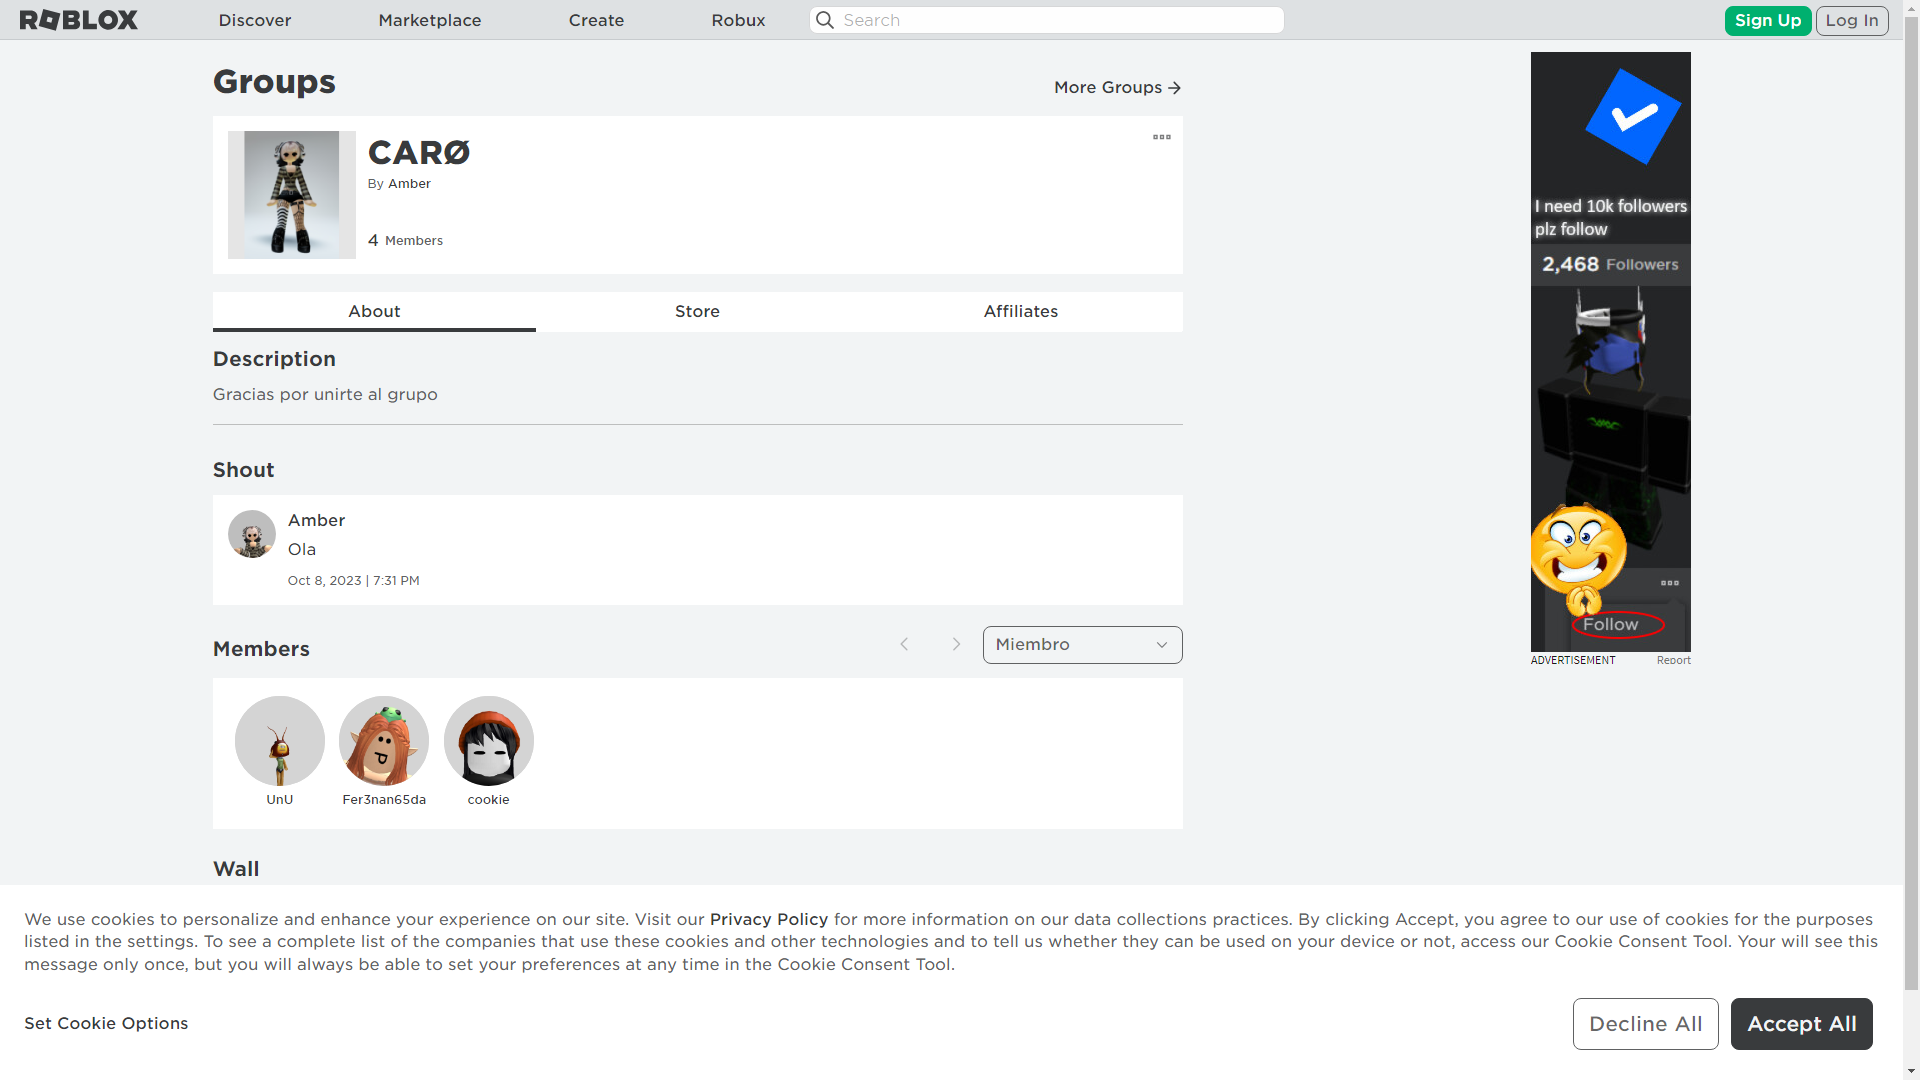 ROBLOX
Discover
Marketplace
Create
Robux
Search
Sign Up
Log In
Groups
More Groups
CARØ
By Amber
4 Members
About
Store
Affiliates
Description
Gracias por unirte al grupo
Shout
Amber
Ola
Oct 8, 2023 | 7:31 PM
Members
Miembro
UnU
Fer3nan65da
cookie
Wall
I need 10k followers
plz follow
2,468 Followers
Follow
ADVERTISEMENT
Report
We use cookies to personalize and enhance your experience on our site. Visit our Privacy Policy for more information on our data collections practices. By clicking Accept, you agree to our use of cookies for the purposes
listed in the settings. To see a complete list of the companies that use these cookies and other technologies and to tell us whether they can be used on your device or not, access our Cookie Consent Tool. Your will see this
message only once, but you will always be able to set your preferences at any time in the Cookie Consent Tool.
Set Cookie Options
Decline All
Accept All